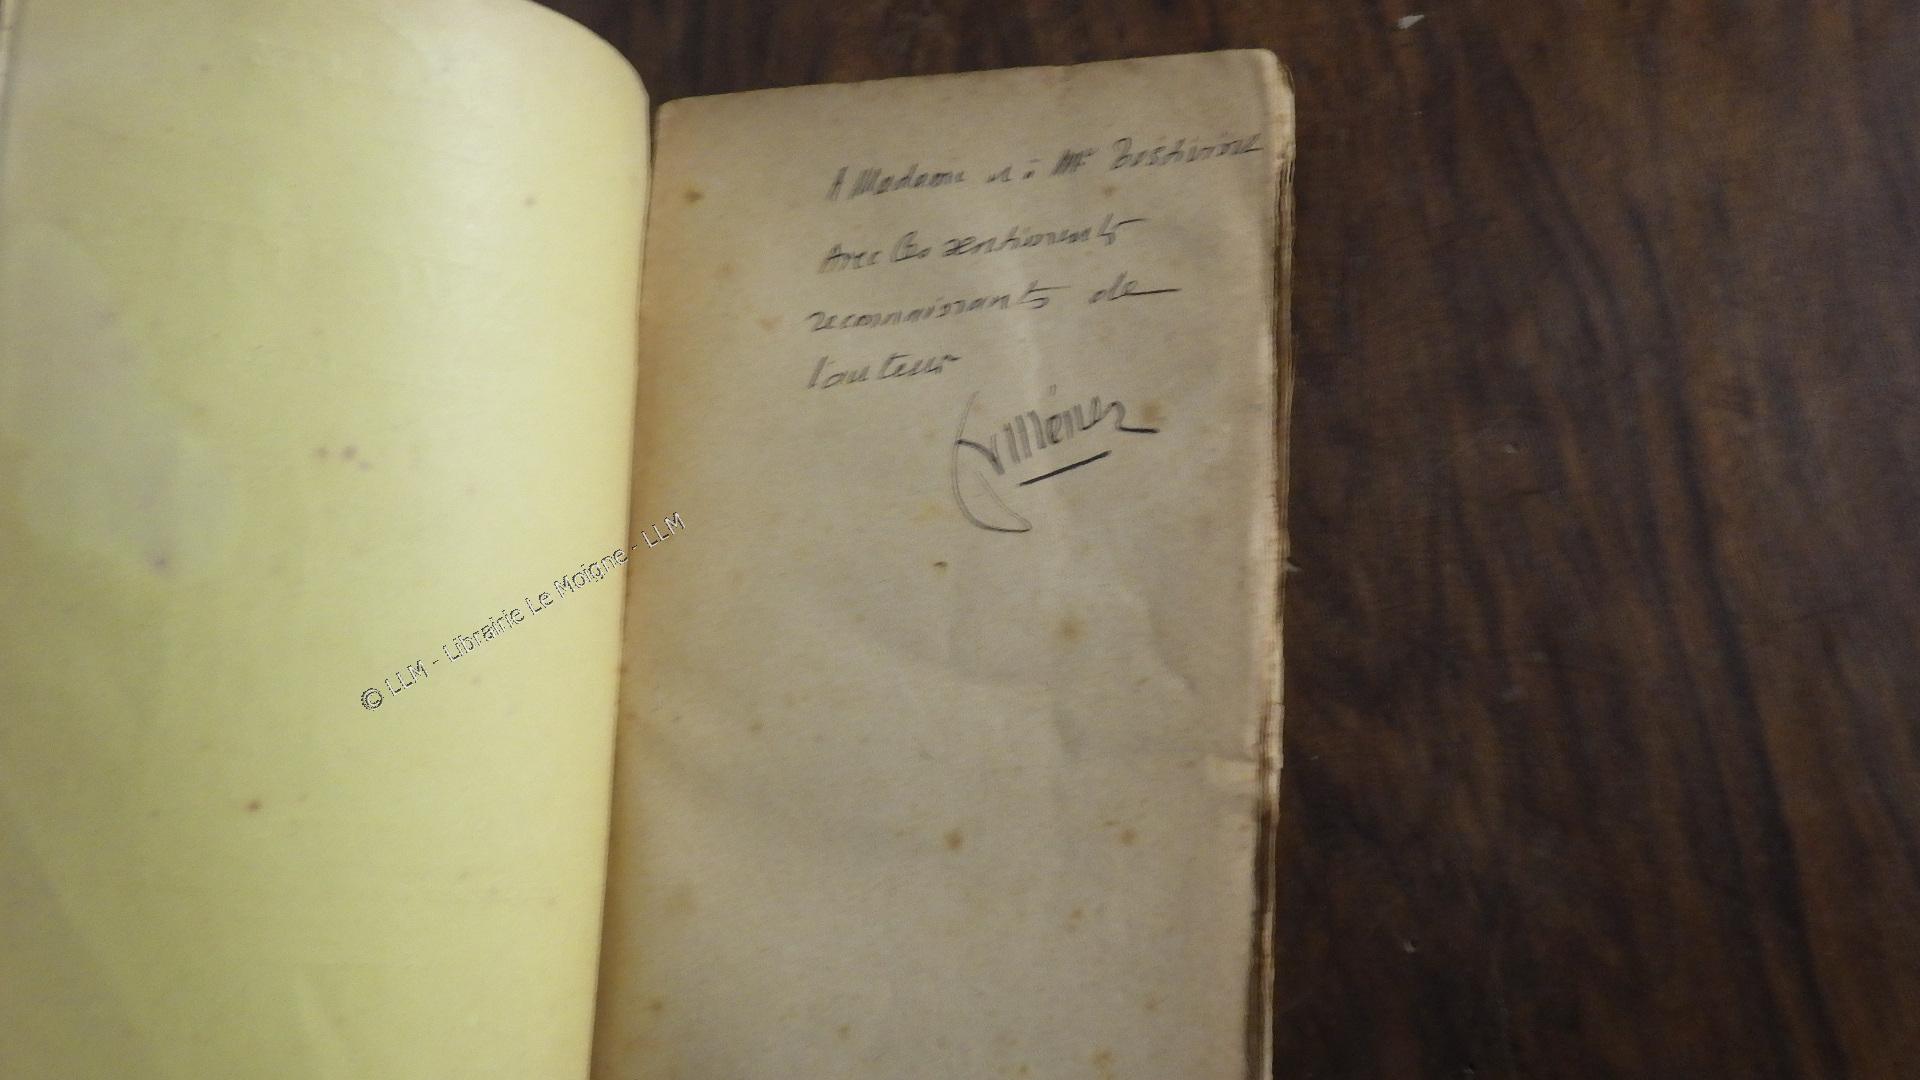 A Madame et à Mr
Avec les sentiments
reconnaissants de
l'auteur
© LLM - Librairie Le Moigne - LLM